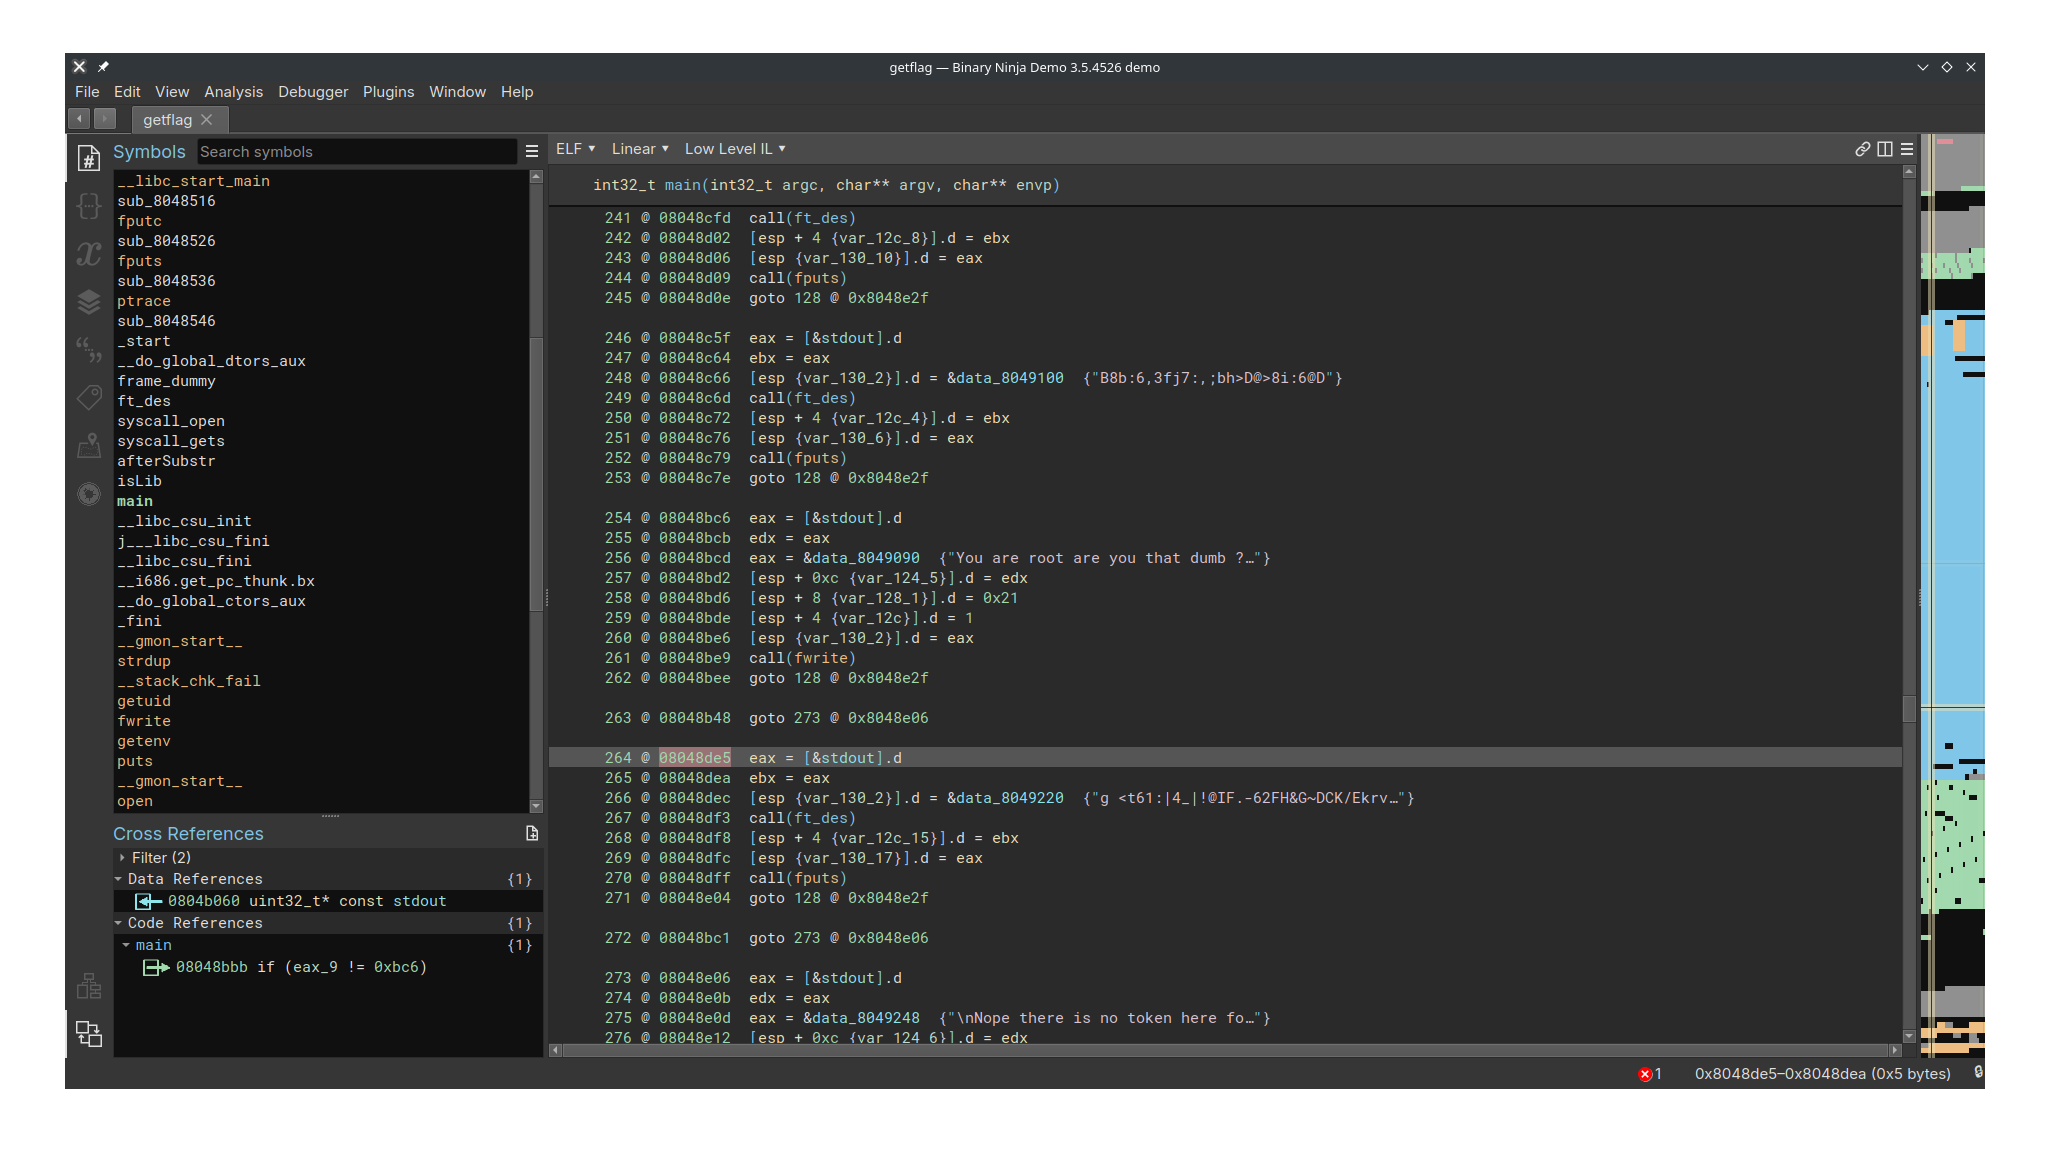 getflag — Binary Ninja Demo 3.5.4526 demo
File Edit View Analysis Debugger Plugins Window Help
getflag
Symbols Search symbols
__libc_start_main
sub_8048516
fputc
sub_8048526
fputs
sub_8048536
ptrace
sub_8048546
_start
__do_global_dtors_aux
frame_dummy
ft_des
syscall_open
syscall_gets
afterSubstr
isLib
main
__libc_csu_init
j___libc_csu_fini
__libc_csu_fini
__i686.get_pc_thunk.bx
__do_global_ctors_aux
_fini
__gmon_start__
strdup
__stack_chk_fail
getuid
fwrite
getenv
puts
__gmon_start__
open
Cross References
Filter (2)
Data References {1}
0804b060 uint32_t* const stdout
Code References {1}
main {1}
08048bbb if (eax_9 != 0xbc6)
ELF Linear Low Level IL
int32_t main(int32_t argc, char** argv, char** envp)
241 @ 08048cfd call(ft_des)
242 @ 08048d02 [esp + 4 {var_12c_8}].d = ebx
243 @ 08048d06 [esp {var_130_10}].d = eax
244 @ 08048d09 call(fputs)
245 @ 08048d0e goto 128 @ 0x8048e2f
246 @ 08048c5f eax = [&stdout].d
247 @ 08048c64 ebx = eax
248 @ 08048c66 [esp {var_130_2}].d = &data_8049100 {"B8b:6,3fj7:,;bh>D@>8i:6@D"}
249 @ 08048c6d call(ft_des)
250 @ 08048c72 [esp + 4 {var_12c_4}].d = ebx
251 @ 08048c76 [esp {var_130_6}].d = eax
252 @ 08048c79 call(fputs)
253 @ 08048c7e goto 128 @ 0x8048e2f
254 @ 08048bc6 eax = [&stdout].d
255 @ 08048bcb edx = eax
256 @ 08048bcd eax = &data_8049090 {"You are root are you that dumb ?…"}
257 @ 08048bd2 [esp + 0xc {var_124_5}].d = edx
258 @ 08048bd6 [esp + 8 {var_128_1}].d = 0x21
259 @ 08048bde [esp + 4 {var_12c}].d = 1
260 @ 08048be6 [esp {var_130_2}].d = eax
261 @ 08048be9 call(fwrite)
262 @ 08048bee goto 128 @ 0x8048e2f
263 @ 08048b48 goto 273 @ 0x8048e06
264 @ 08048de5 eax = [&stdout].d
265 @ 08048dea ebx = eax
266 @ 08048dec [esp {var_130_2}].d = &data_8049220 {"g <t61:|4_|!@IF.-62FH&G~DCK/Ekrv…"}
267 @ 08048df3 call(ft_des)
268 @ 08048df8 [esp + 4 {var_12c_15}].d = ebx
269 @ 08048dfc [esp {var_130_17}].d = eax
270 @ 08048dff call(fputs)
271 @ 08048e04 goto 128 @ 0x8048e2f
272 @ 08048bc1 goto 273 @ 0x8048e06
273 @ 08048e06 eax = [&stdout].d
274 @ 08048e0b edx = eax
275 @ 08048e0d eax = &data_8049248 {"\nNope there is no token here fo…"}
276 @ 08048e12 [esp + 0xc {var_124_6}].d = edx
1 0x8048de5–0x8048dea (0x5 bytes)